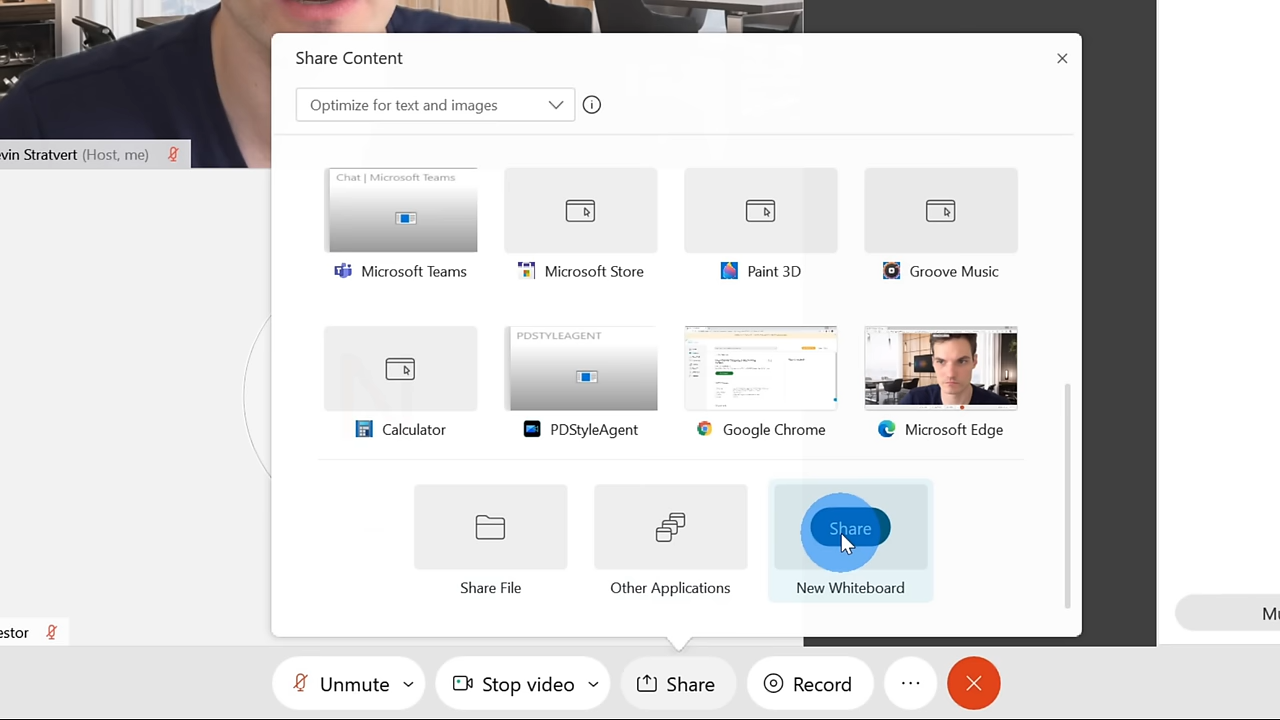 Share Content
Optimize for text and images
vin Stratvert (Host, me)
Chat | Microsoft Teams
Microsoft Teams
Microsoft Store
Paint 3D
Groove Music
PDSTYLEAGENT
Calculator
PDStyleAgent
Google Chrome
Microsoft Edge
Share
Share File
Other Applications
New Whiteboard
estor
Mu
Unmute
Stop video
Share
Record